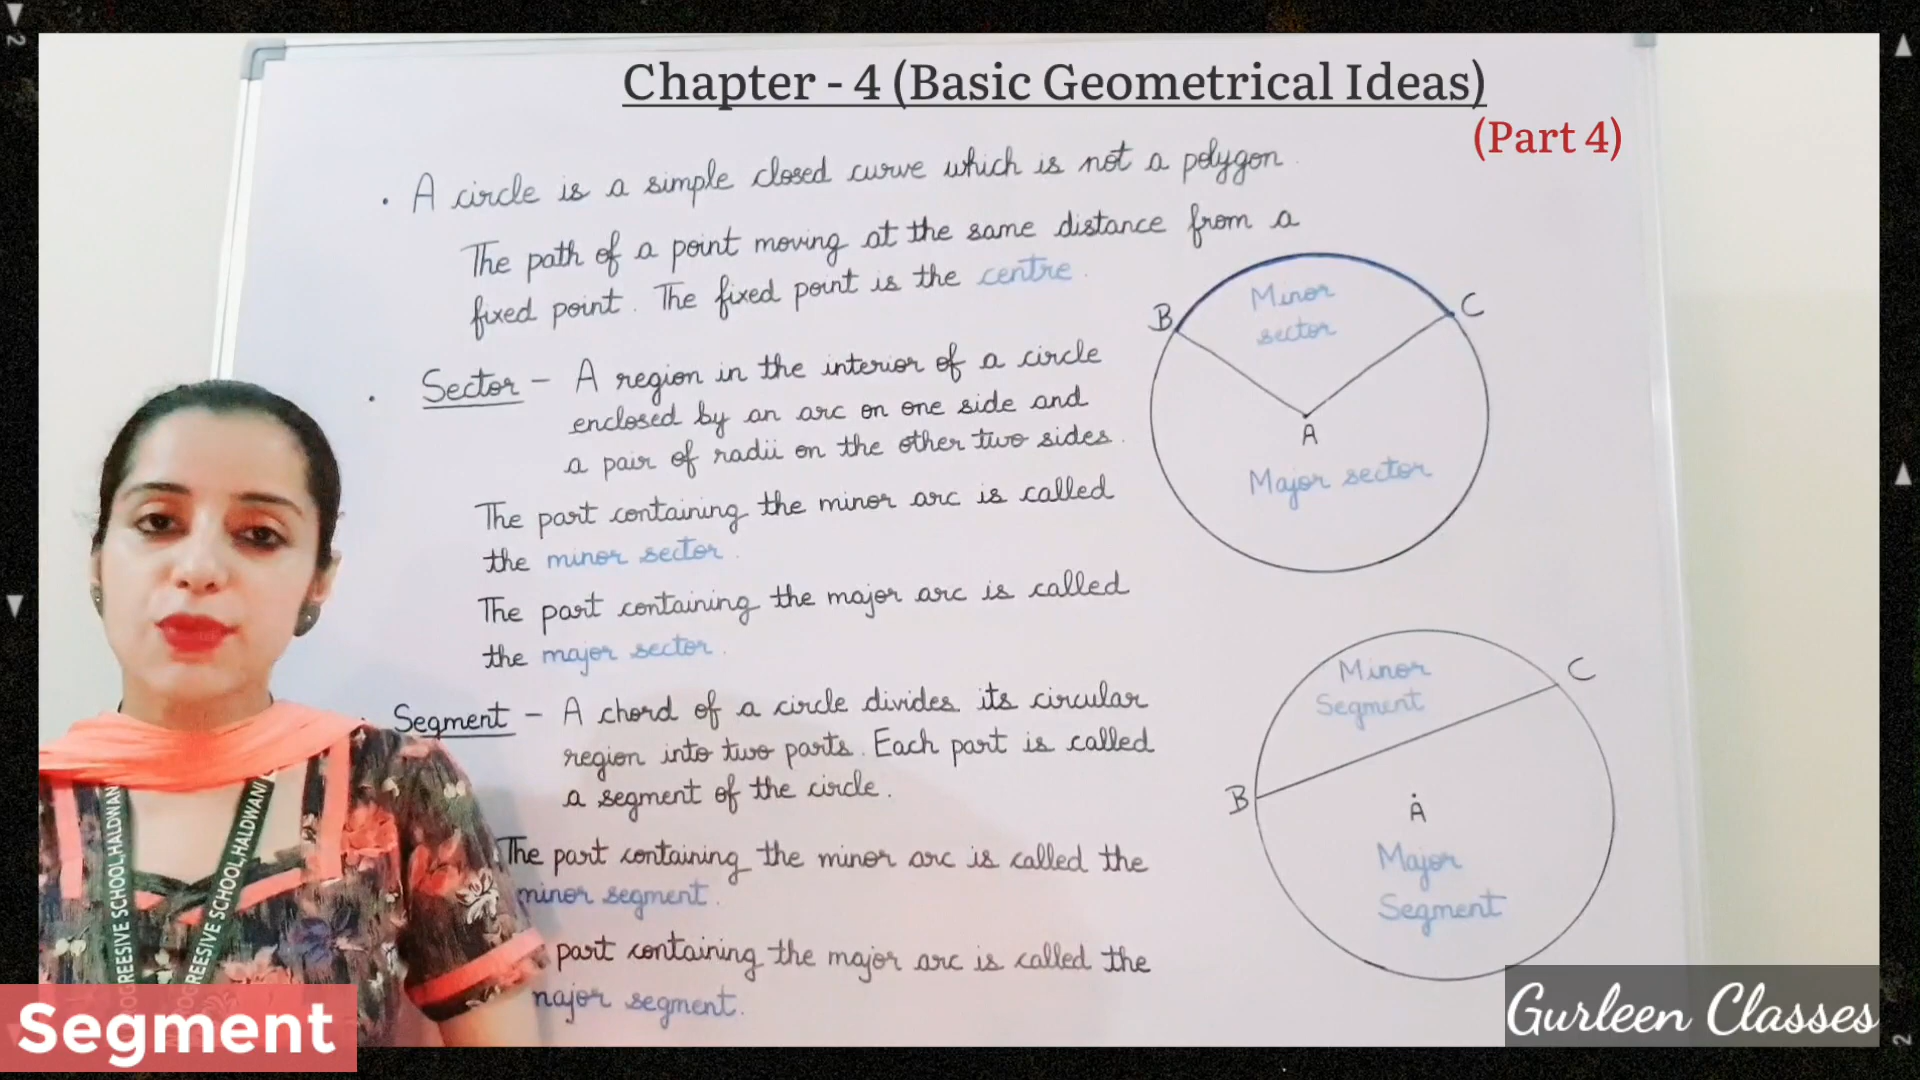 Chapter - 4 (Basic Geometrical Ideas)
(Part 4)
. A circle is a simple closed curve which is not a polygon
The path of a point moving at the same distance from a
fixed point. The fixed point is the centre.
. Sector - A region in the interior of a circle
enclosed by an arc on one side and
a pair of radii on the other two sides.
The part containing the minor arc is called
the minor sector.
The part containing the major arc is called
the major sector.
B
Minor
sector
C
A
Major sector
. Segment - A chord of a circle divides its circular
region into two parts. Each part is called
a segment of the circle.
The part containing the minor arc is called the
minor segment.
part containing the major arc is called the
major segment.
Minor
Segment
C
B
A
Major
Segment
SCHOOL, HALDWANI
SCHOOL, HALDWANI
Segment
Gurleen Classes
2
2